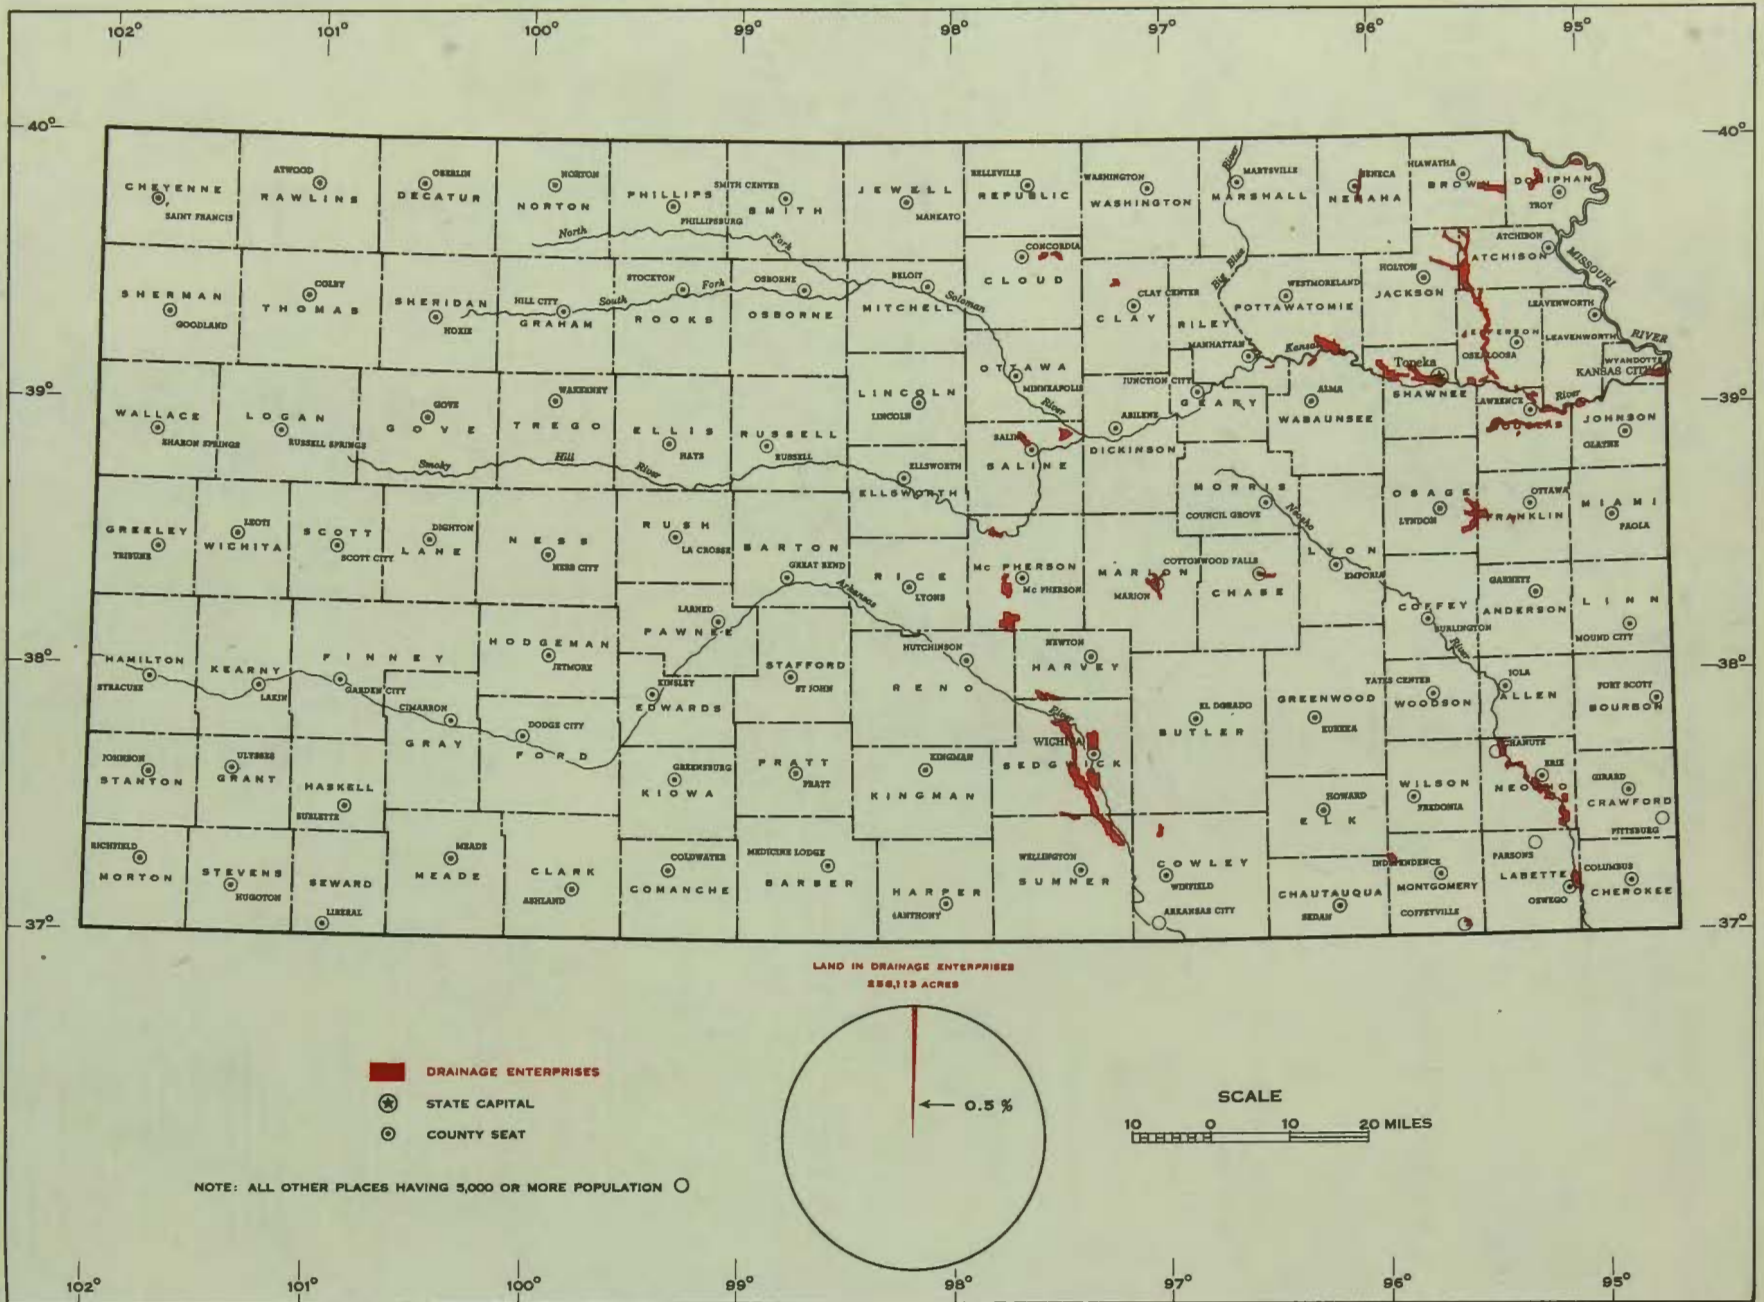 102° 101° 100° 99° 98° 97° 96° 95°
40° 40°
39° 39°
38° 38°
37° 37°
CHEYENNE
SAINT FRANCIS
ATWOOD
RAWLINS
OBERLIN
DECATUR
NORTON
NORTON
PHILLIPS
PHILLIPSBURG
SMITH CENTER
SMITH
JEWELL
MANKATO
BELLEVILLE
REPUBLIC
WASHINGTON
WASHINGTON
MARYSVILLE
MARSHALL
SENECA
NEMAHA
HIAWATHA
BROWN
DONIPHAN
TROY
North Fork
River
Big Blue
SHERMAN
GOODLAND
COLBY
THOMAS
SHERIDAN
HOXIE
HILL CITY
GRAHAM
South Fork
STOCKTON
ROOKS
OSBORNE
OSBORNE
BELOIT
MITCHELL
Soloman
River
CONCORDIA
CLOUD
CLAY CENTER
CLAY
RILEY
MANHATTAN
WESTMORELAND
POTTAWATOMIE
HOLTON
JACKSON
ATCHISON
ATCHISON
MISSOURI
RIVER
LEAVENWORTH
LEAVENWORTH
JEFFERSON
OSKALOOSA
WYANDOTTE
KANSAS CITY
WALLACE
SHARON SPRINGS
LOGAN
RUSSELL SPRINGS
GOVE
GOVE
WAKEENEY
TREGO
ELLIS
HAYS
RUSSELL
RUSSELL
LINCOLN
LINCOLN
OTTAWA
MINNEAPOLIS
JUNCTION CITY
GEARY
ABILENE
DICKINSON
ALMA
WABAUNSEE
Kansas
River
Topeka
SHAWNEE
LAWRENCE
DOUGLAS
JOHNSON
OLATHE
Smoky Hill River
ELLSWORTH
ELLSWORTH
SALINA
SALINE
MORRIS
COUNCIL GROVE
Neosho
River
OSAGE
LYNDON
OTTAWA
FRANKLIN
MIAMI
PAOLA
GREELEY
TRIBUNE
LEOTI
WICHITA
SCOTT
SCOTT CITY
DIGHTON
LANE
NESS
NESS CITY
RUSH
LA CROSSE
BARTON
GREAT BEND
Arkansas
River
RICE
LYONS
Mc PHERSON
Mc PHERSON
MARION
MARION
COTTONWOOD FALLS
CHASE
LYON
EMPORIA
COFFEY
BURLINGTON
GARNETT
ANDERSON
LINN
MOUND CITY
HAMILTON
SYRACUSE
KEARNY
LAKIN
FINNEY
GARDEN CITY
HODGEMAN
JETMORE
LARNED
PAWNEE
STAFFORD
ST JOHN
HUTCHINSON
RENO
NEWTON
HARVEY
CIMARRON
GRAY
DODGE CITY
FORD
KINSLEY
EDWARDS
EL DORADO
BUTLER
GREENWOOD
EUREKA
YATES CENTER
WOODSON
IOLA
ALLEN
FORT SCOTT
BOURBON
JOHNSON
STANTON
ULYSSES
GRANT
HASKELL
SUBLETTE
GREENSBURG
KIOWA
PRATT
PRATT
KINGMAN
KINGMAN
WICHITA
SEDGWICK
HOWARD
ELK
WILSON
FREDONIA
CHANUTE
ERIE
NEOSHO
GIRARD
CRAWFORD
PITTSBURG
RICHFIELD
MORTON
STEVENS
HUGOTON
SEWARD
LIBERAL
MEADE
MEADE
CLARK
ASHLAND
COLDWATER
COMANCHE
MEDICINE LODGE
BARBER
HARPER
ANTHONY
WELLINGTON
SUMNER
COWLEY
WINFIELD
ARKANSAS CITY
CHAUTAUQUA
SEDAN
INDEPENDENCE
MONTGOMERY
COFFEYVILLE
PARSONS
LABETTE
OSWEGO
COLUMBUS
CHEROKEE
LAND IN DRAINAGE ENTERPRISES
256,113 ACRES
0.5 %
DRAINAGE ENTERPRISES
STATE CAPITAL
COUNTY SEAT
NOTE: ALL OTHER PLACES HAVING 5,000 OR MORE POPULATION
SCALE
10 0 10 20 MILES
102° 101° 100° 99° 98° 97° 96° 95°